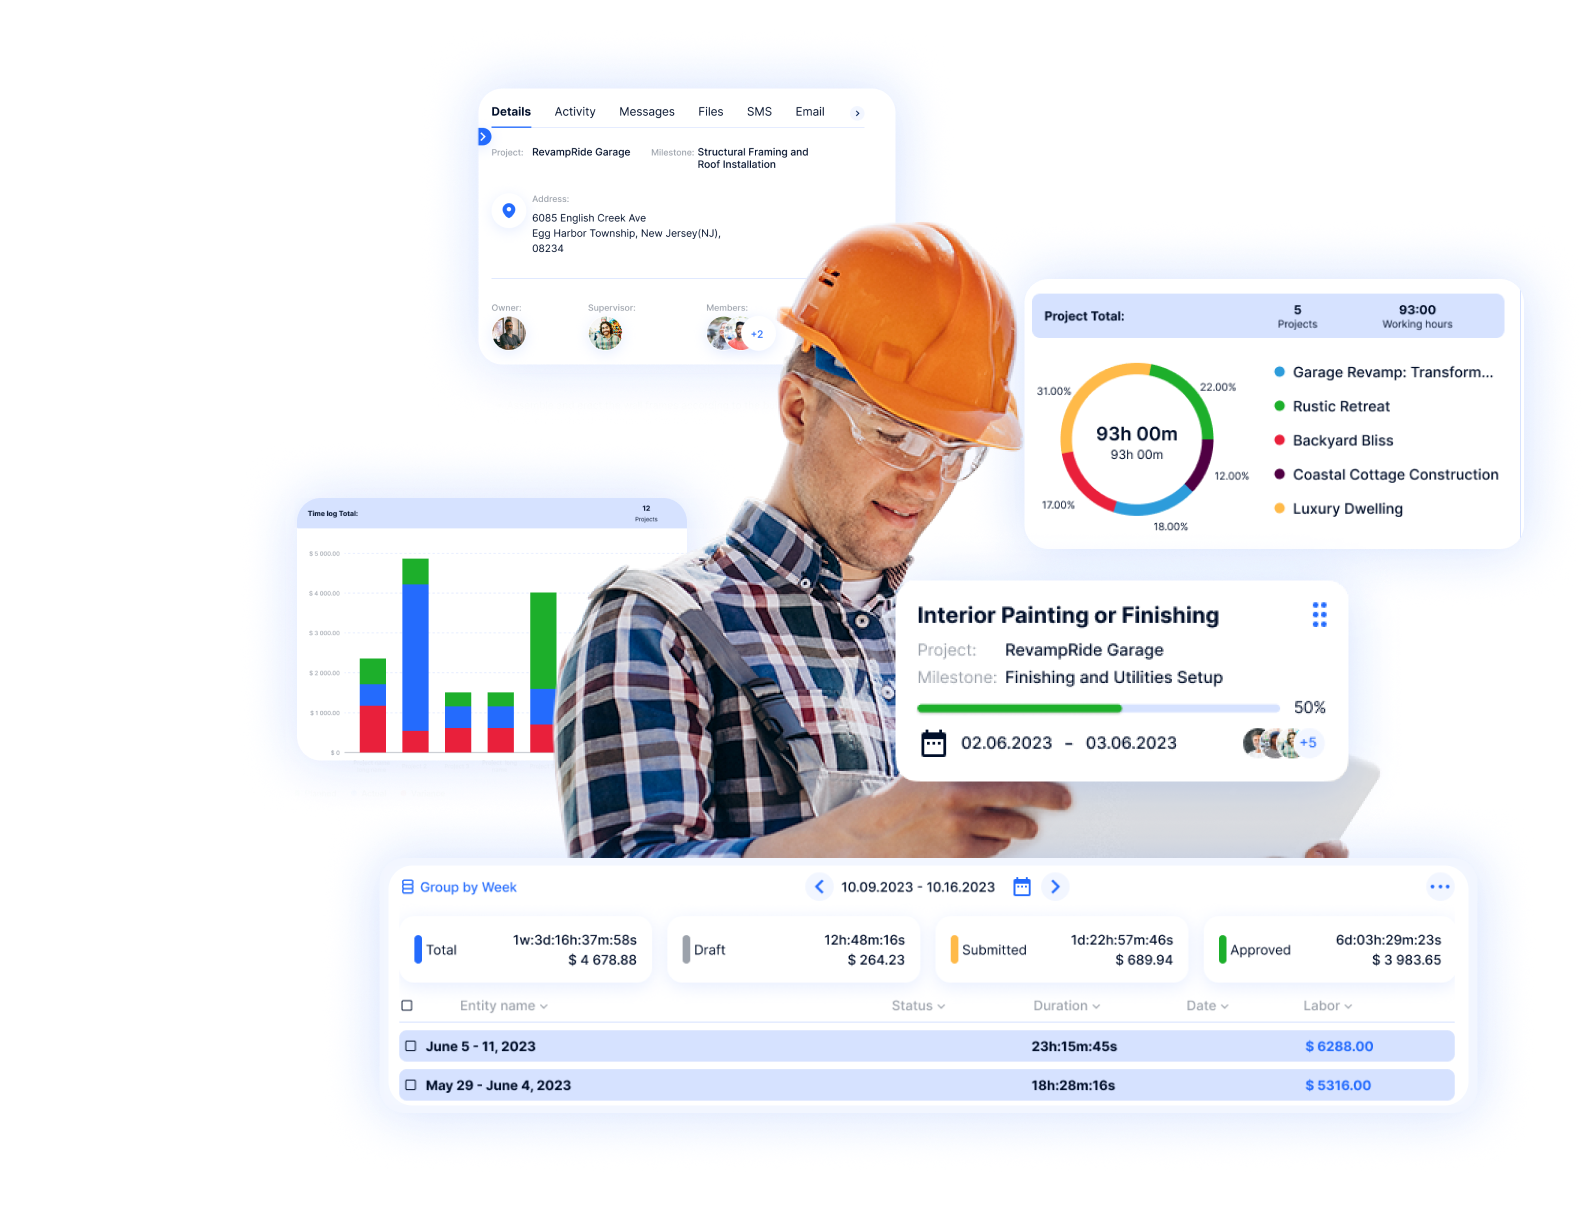 Details Activity Messages Files SMS Email
Project: RevampRide Garage Milestone: Structural Framing and
Roof Installation
Address:
6085 English Creek Ave
Egg Harbor Township, New Jersey(NJ),
08234
Owner: Supervisor: Members:
+2
Project Total: 5 93:00
Projects Working hours
31.00%
22.00%
12.00%
18.00%
17.00%
93h 00m
93h 00m
Garage Revamp: Transform...
Rustic Retreat
Backyard Bliss
Coastal Cottage Construction
Luxury Dwelling
Time log Total: 12
Projects
$ 5 000.00
$ 4 000.00
$ 3 000.00
$ 2 000.00
$ 1 000.00
$ 0
Interior Painting or Finishing
Project: RevampRide Garage
Milestone: Finishing and Utilities Setup
50%
02.06.2023 - 03.06.2023
+5
Group by Week 10.09.2023 - 10.16.2023
Total 1w:3d:16h:37m:58s
$ 4 678.88
Draft 12h:48m:16s
$ 264.23
Submitted 1d:22h:57m:46s
$ 689.94
Approved 6d:03h:29m:23s
$ 3 983.65
Entity name Status Duration Date Labor
June 5 - 11, 2023 23h:15m:45s $ 6288.00
May 29 - June 4, 2023 18h:28m:16s $ 5316.00